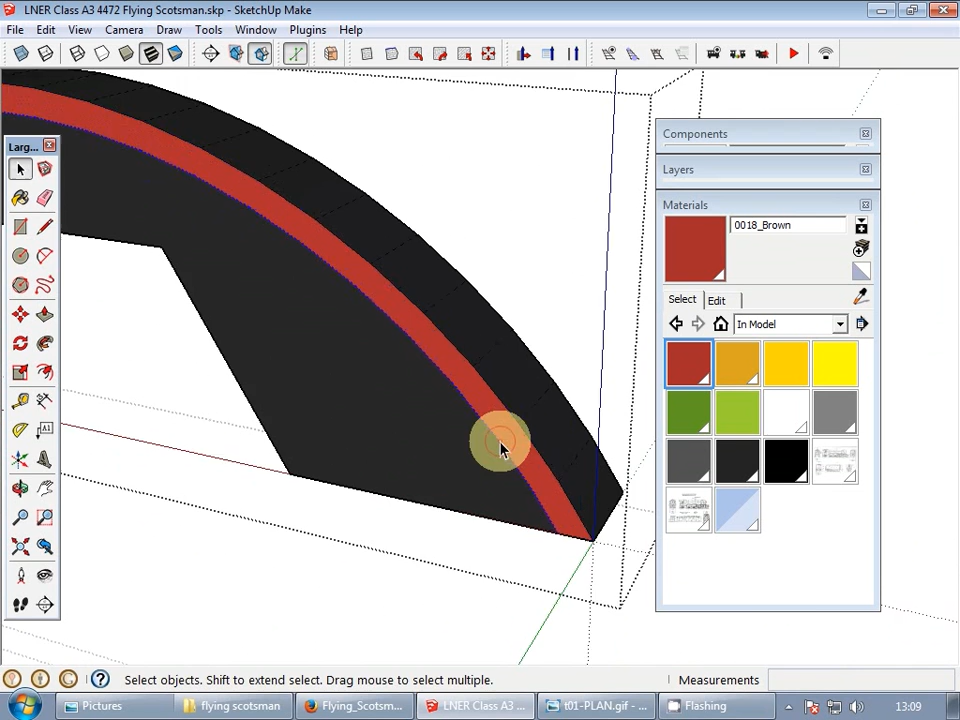 LNER Class A3 4472 Flying Scotsman.skp - SketchUp Make
File Edit View Camera Draw Tools Window Plugins Help
Larg...
A1
Components
Layers
Materials
0018_Brown
Select Edit
In Model
Select objects. Shift to extend select. Drag mouse to select multiple.
Measurements
Pictures
flying scotsman
Flying_Scotsm...
LNER Class A3 ...
t01-PLAN.gif - ...
Flashing
13:09